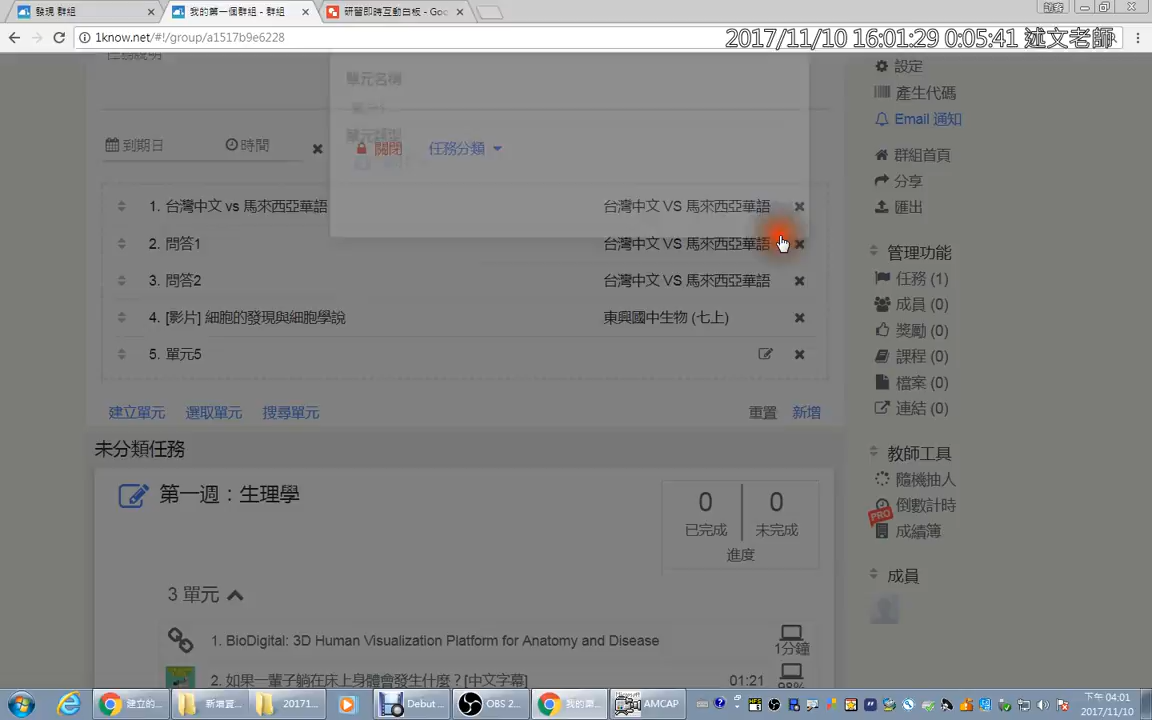 發現 群組
我的第一個群組 - 群組
研習即時互動白板 - Goo
1know.net/#!/group/a1517b9e6228
2017/11/10 16:01:29 0:05:41 述文老師
任務說明
單元名稱
單元類型
到期日
時間
關閉
任務分類
1. 台灣中文 vs 馬來西亞華語
台灣中文 VS 馬來西亞華語
2. 問答1
台灣中文 VS 馬來西亞華語
3. 問答2
台灣中文 VS 馬來西亞華語
4. [影片] 細胞的發現與細胞學說
東興國中生物 (七上)
5. 單元5
建立單元
選取單元
搜尋單元
重置
新增
未分類任務
第一週：生理學
0
已完成
0
未完成
進度
3 單元
1. BioDigital: 3D Human Visualization Platform for Anatomy and Disease
1分鐘
2. 如果一輩子躺在床上身體會發生什麼？[中文字幕]
01:21
98%
設定
產生代碼
Email 通知
群組首頁
分享
匯出
管理功能
任務 (1)
成員 (0)
獎勵 (0)
課程 (0)
檔案 (0)
連結 (0)
教師工具
隨機抽人
倒數計時
PRO
成績簿
成員
建立的...
新增資...
20171...
Debut ...
OBS 2...
我的第...
AMCAP
下午 04:01
2017/11/10